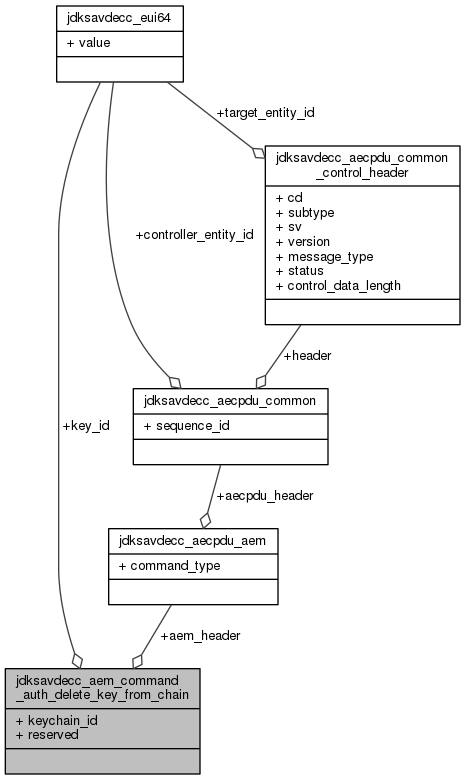 jdksavdecc_eui64
+ value
+target_entity_id
jdksavdecc_aecpdu_common
_control_header
+ cd
+ subtype
+ sv
+ version
+ message_type
+ status
+ control_data_length
+controller_entity_id
+header
jdksavdecc_aecpdu_common
+ sequence_id
+key_id
+aecpdu_header
jdksavdecc_aecpdu_aem
+ command_type
+aem_header
jdksavdecc_aem_command
_auth_delete_key_from_chain
+ keychain_id
+ reserved